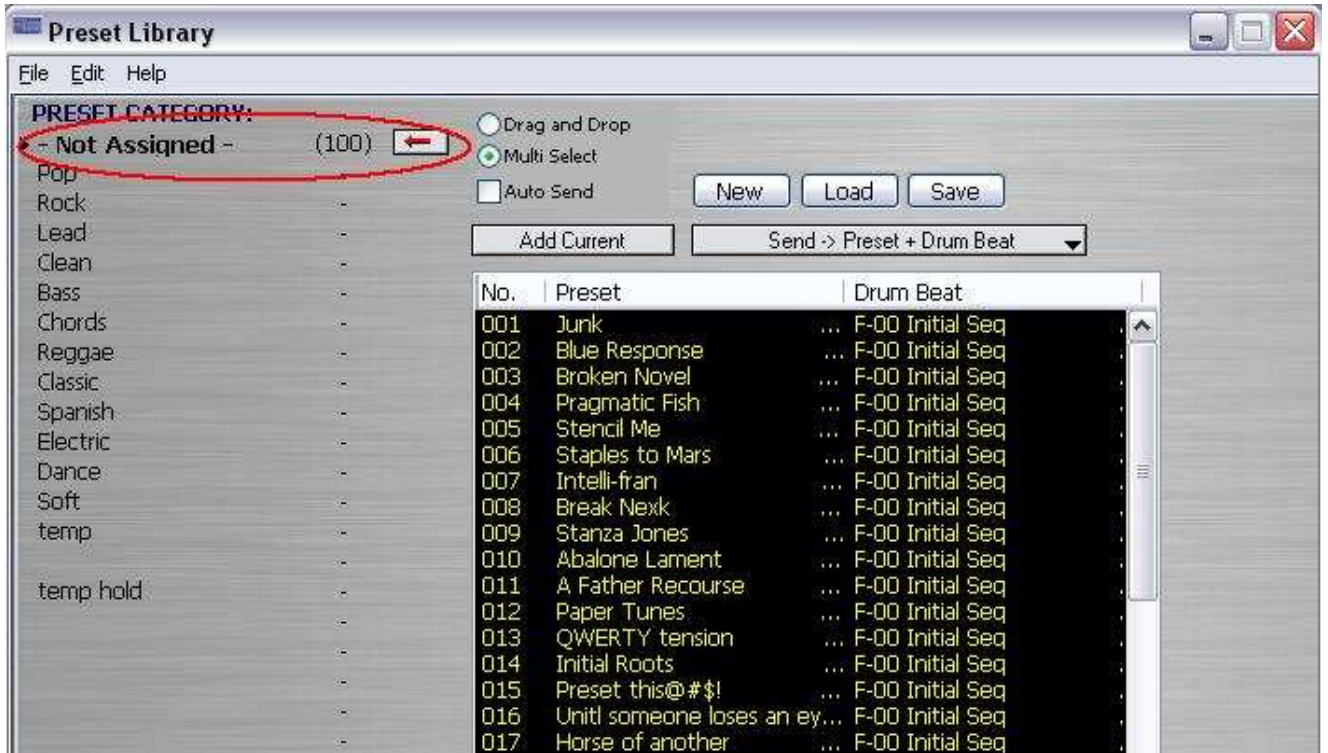 Preset Library
File Edit Help
PRESET CATEGORY:
- Not Assigned - (100)
Pop -
Rock -
Lead -
Clean -
Bass -
Chords -
Reggae -
Classic -
Spanish -
Electric -
Dance -
Soft -
temp -
temp hold -
Drag and Drop
Multi Select
Auto Send
New Load Save
Add Current Send -> Preset + Drum Beat
No. Preset Drum Beat
001 Junk ... F-00 Initial Seq
002 Blue Response ... F-00 Initial Seq
003 Broken Novel ... F-00 Initial Seq
004 Pragmatic Fish ... F-00 Initial Seq
005 Stencil Me ... F-00 Initial Seq
006 Staples to Mars ... F-00 Initial Seq
007 Intelli-fran ... F-00 Initial Seq
008 Break Nexk ... F-00 Initial Seq
009 Stanza Jones ... F-00 Initial Seq
010 Abalone Lament ... F-00 Initial Seq
011 A Father Recourse ... F-00 Initial Seq
012 Paper Tunes ... F-00 Initial Seq
013 QWERTY tension ... F-00 Initial Seq
014 Initial Roots ... F-00 Initial Seq
015 Preset this@#$! ... F-00 Initial Seq
016 Unitl someone loses an ey... F-00 Initial Seq
017 Horse of another ... F-00 Initial Seq